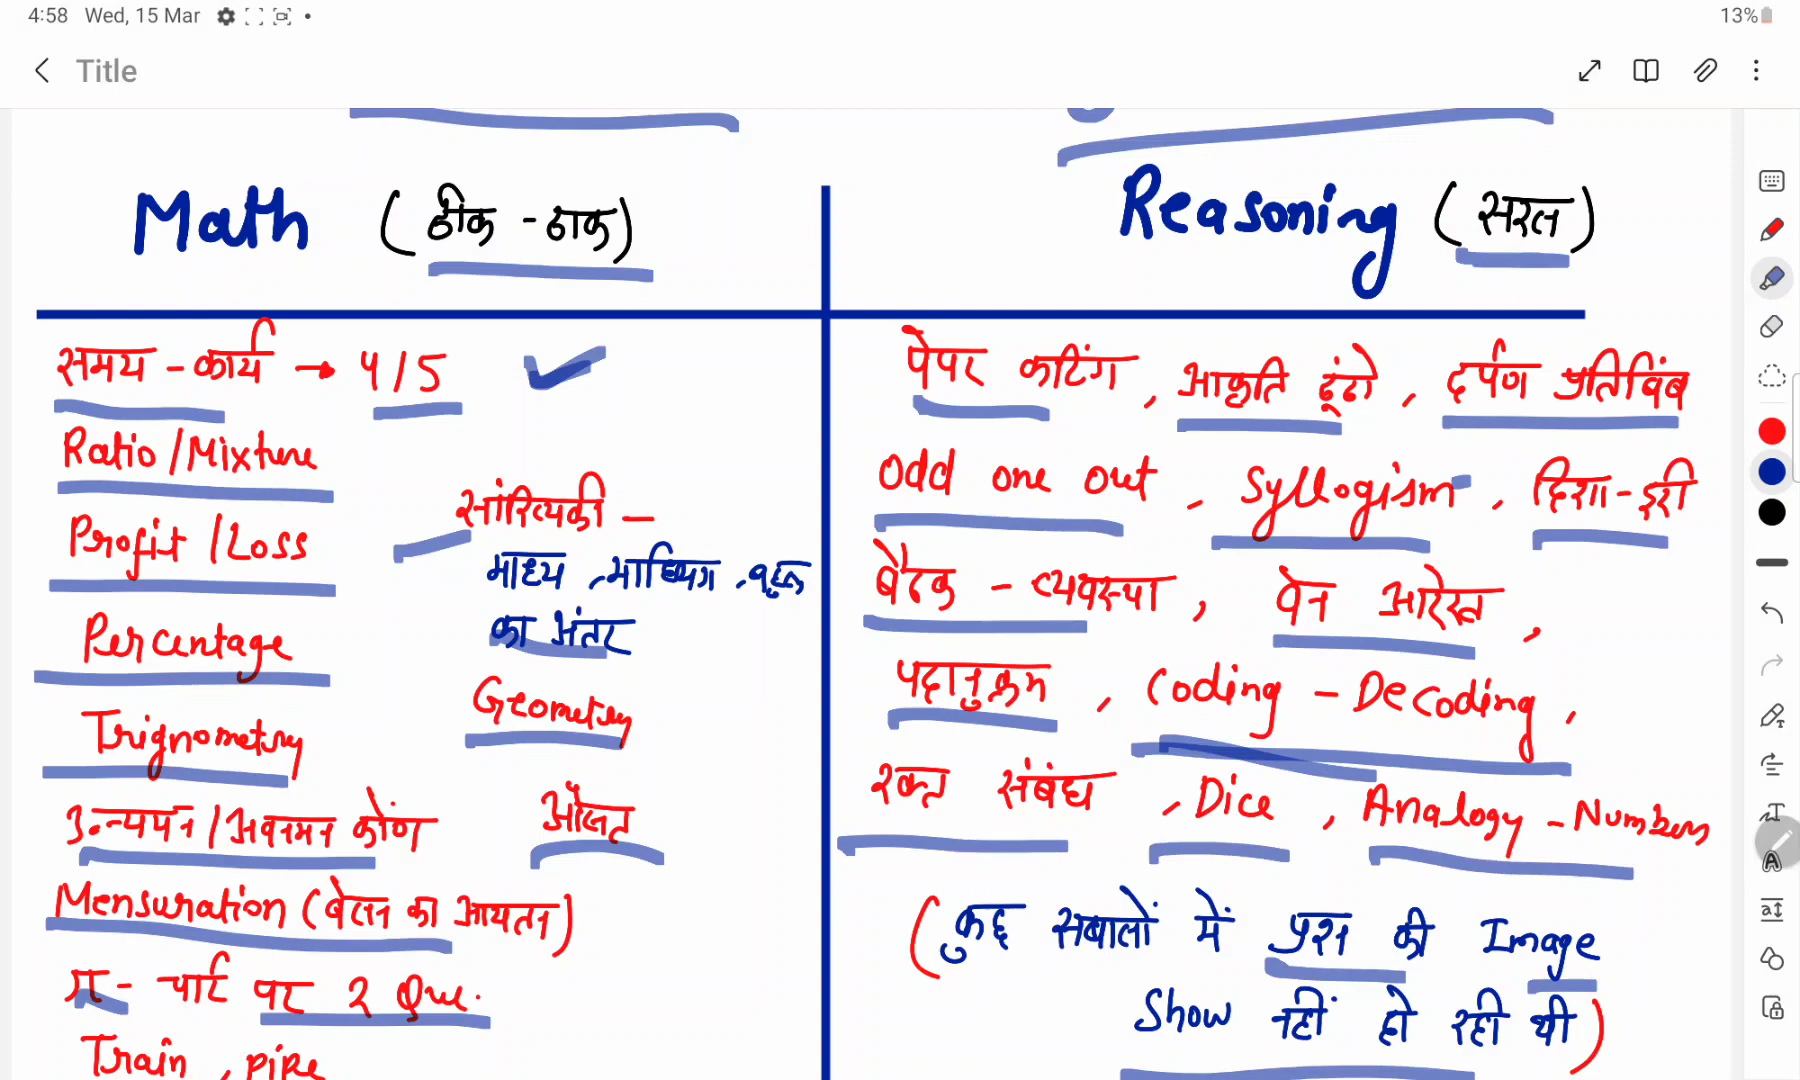 4:58 Wed, 15 Mar
13%
Title
Math (ठीक - ठाक)
समय - कार्य → 4/5
Ratio/Mixture
Profit/Loss
Percentage
Trignometry
उन्नयन/अवनमन कोण
Mensuration (बेलन का आयतन)
पाई - चार्ट पर 2 Que.
Train, pipe
सांख्यिकी -
माध्य, माध्यिका, बहुलक
का अंतर
Geometry
औसत
Reasoning (सरल)
पेपर कटिंग, आकृति ढूंढो, दर्पण प्रतिबिंब
Odd one out, Syllogism, दिशा - दूरी
बैठक - व्यवस्था, वेन आरेख,
पदानुक्रम, Coding - Decoding,
रक्त संबंध, Dice, Analogy - Numbers
(कुछ सवालों में प्रश्न की Image
Show नहीं हो रही थी)